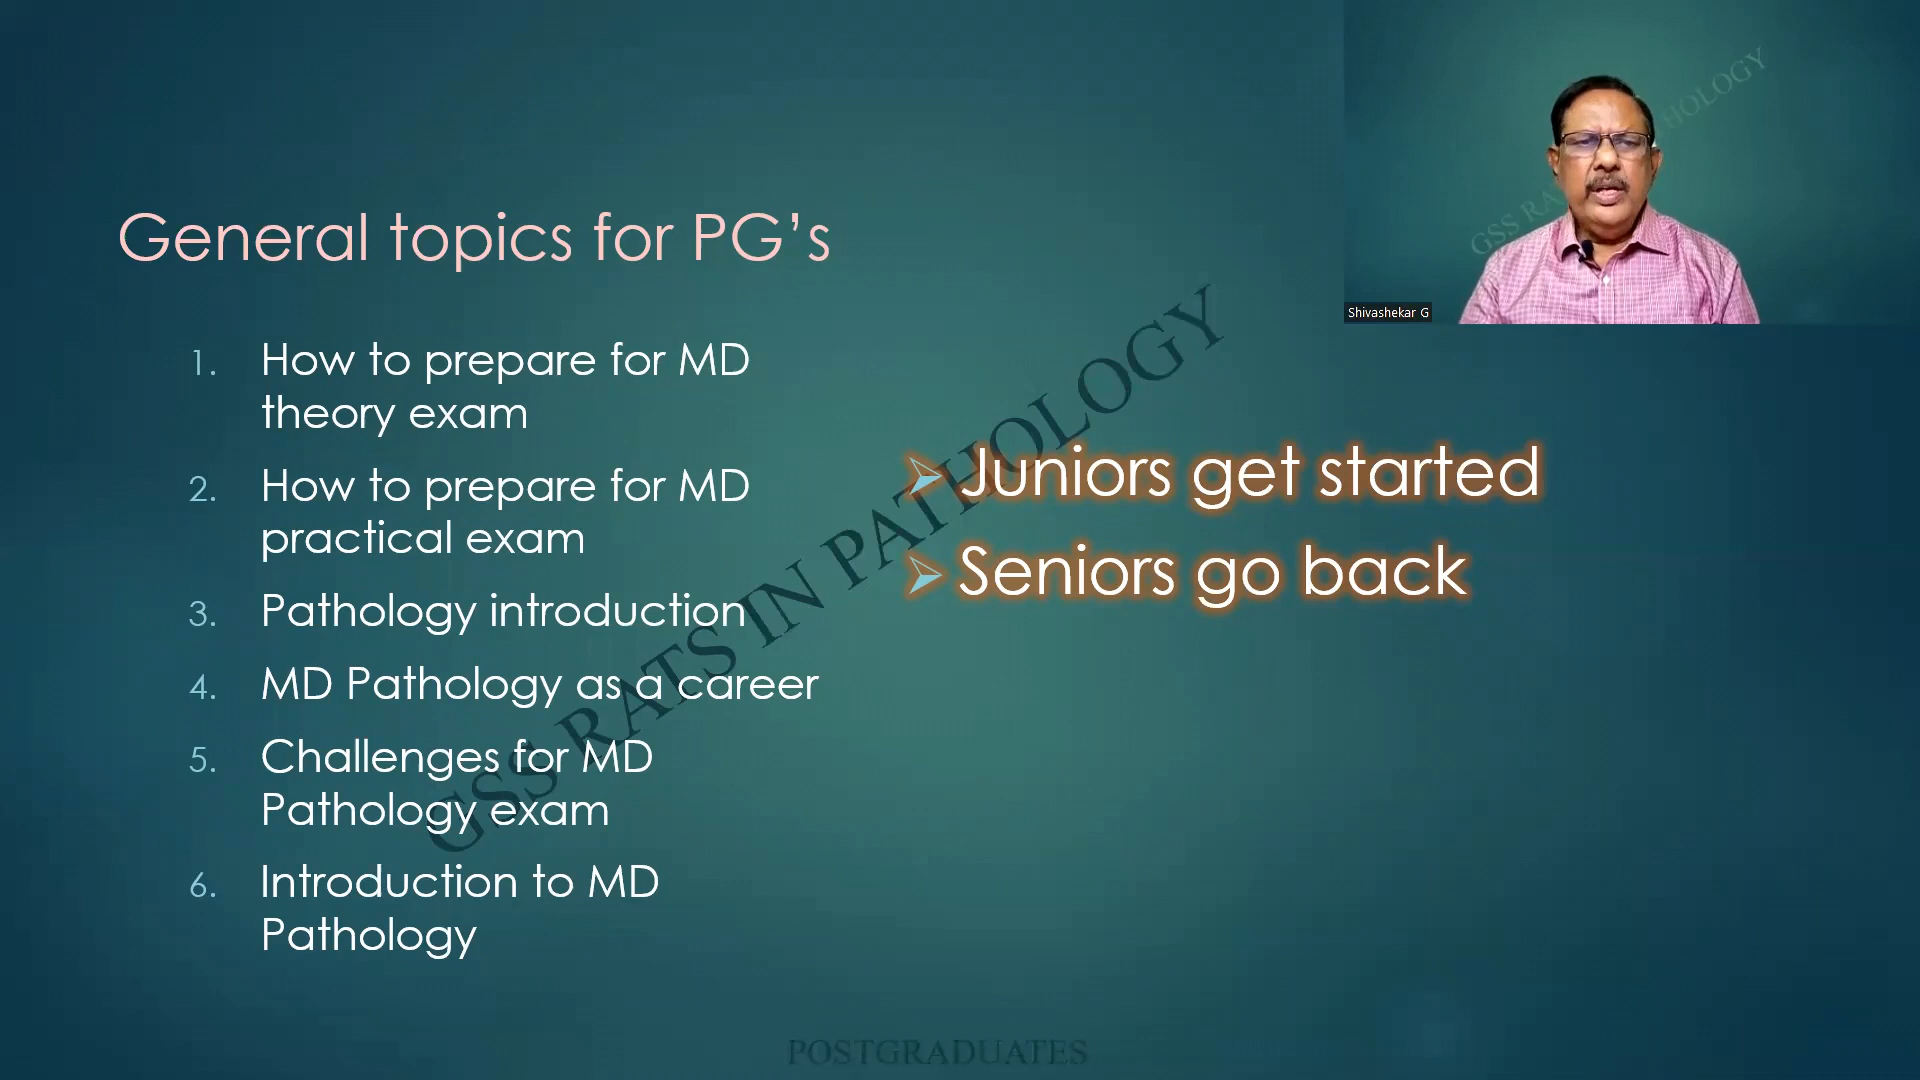 General topics for PG’s
1. How to prepare for MD
theory exam
2. How to prepare for MD
practical exam
3. Pathology introduction
4. MD Pathology as a career
5. Challenges for MD
Pathology exam
6. Introduction to MD
Pathology
Juniors get started
Seniors go back
GSS RATS IN PATHOLOGY
Shivashekar G
POSTGRADUATES